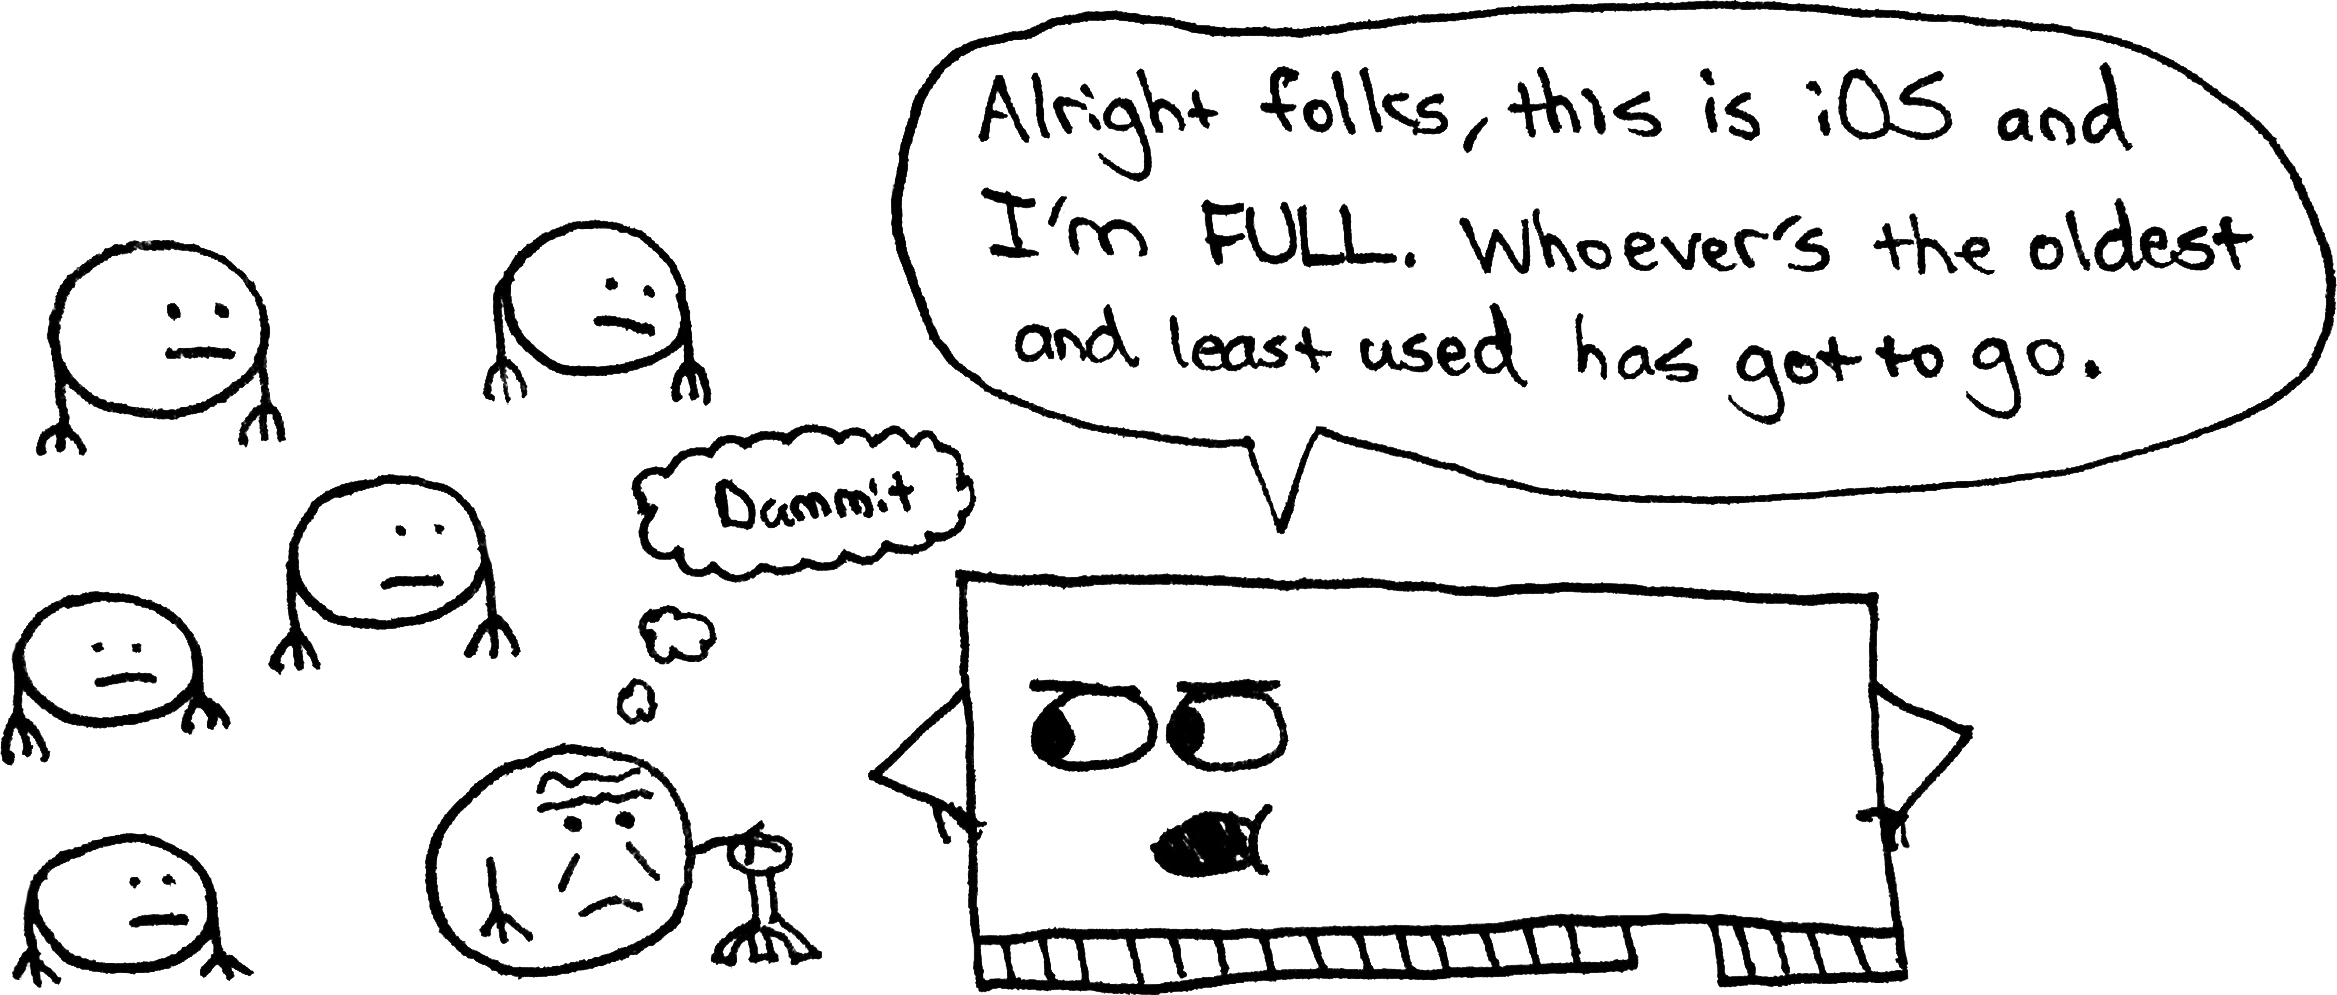 Alright folks, this is iOS and
I'm FULL. Whoever's the oldest
and least used has got to go.
Dammit